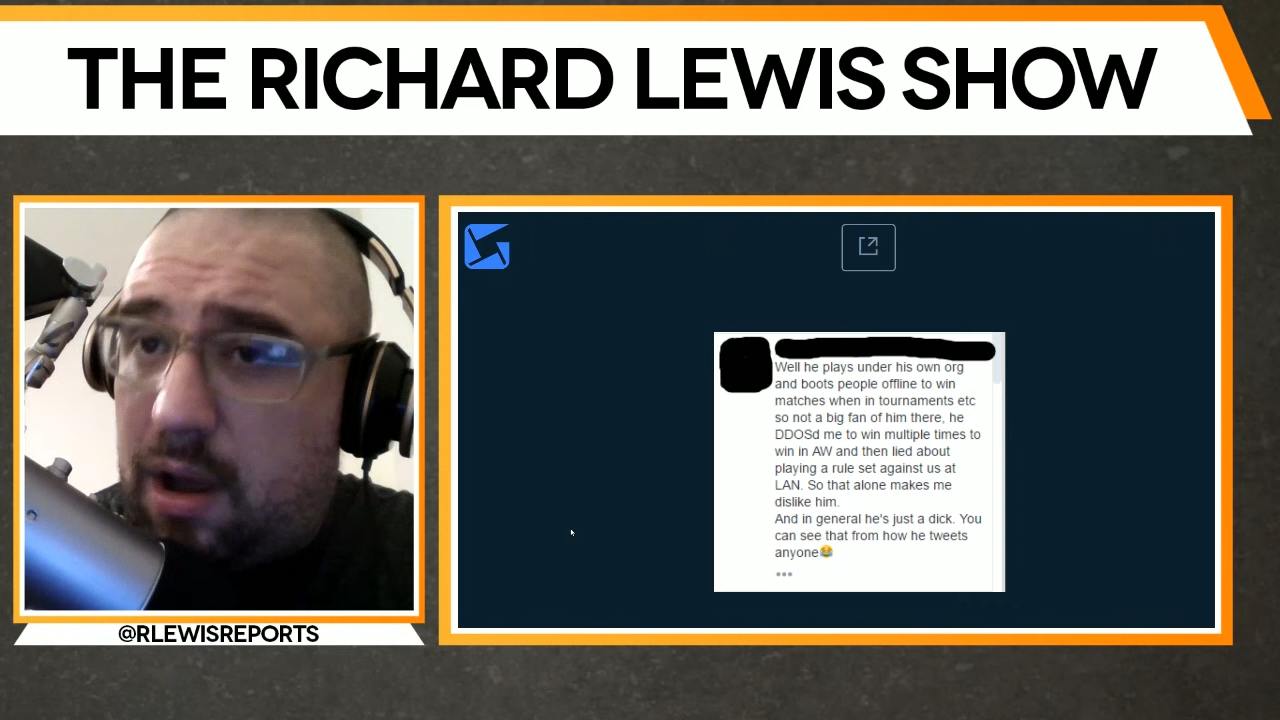 THE RICHARD LEWIS SHOW
Well he plays under his own org
and boots people offline to win
matches when in tournaments etc
so not a big fan of him there, he
DDOSd me to win multiple times to
win in AW and then lied about
playing a rule set against us at
LAN. So that alone makes me
dislike him.
And in general he's just a dick. You
can see that from how he tweets
anyone😂
•••
@RLEWISREPORTS